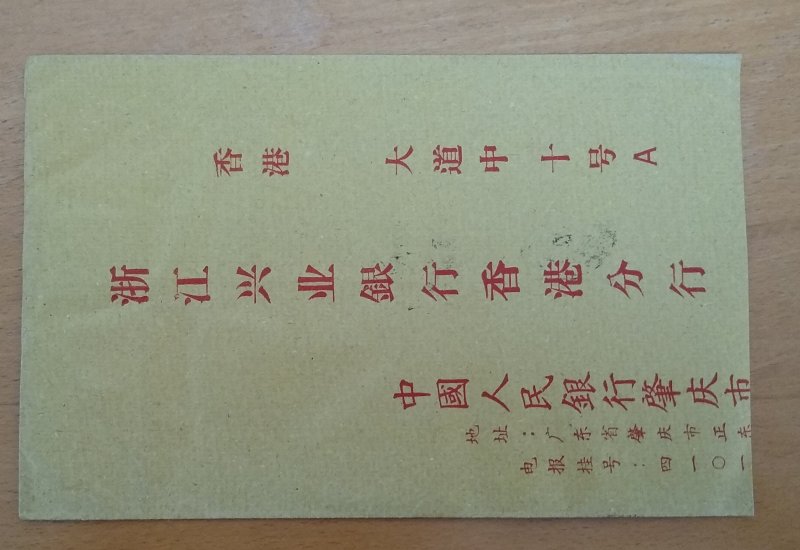 香港　大道中十号A
浙江兴业銀行香港分行
中國人民銀行肇庆市
地址：广东省肇庆市正东
电报挂号：四一〇一